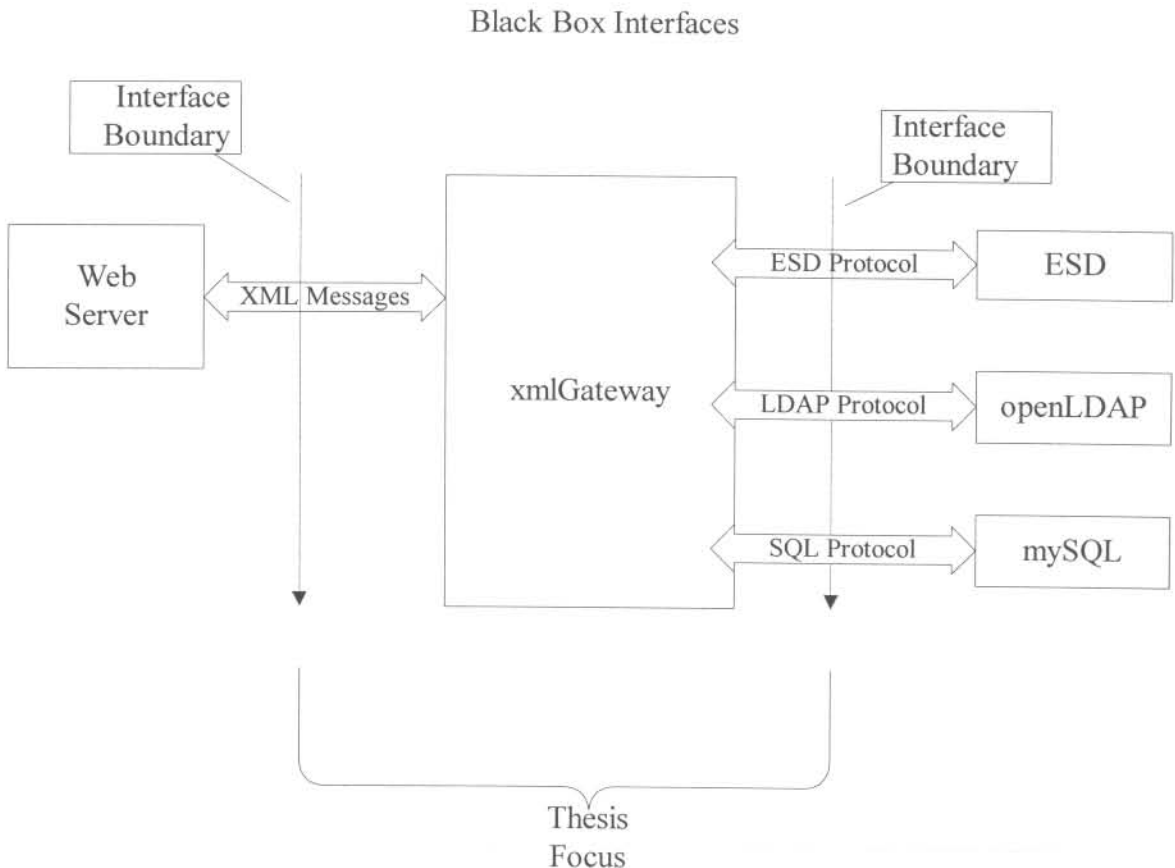 Black Box Interfaces
Interface
Boundary
Interface
Boundary
Web
Server
XML Messages
xmlGateway
ESD Protocol
ESD
LDAP Protocol
openLDAP
SQL Protocol
mySQL
Thesis
Focus